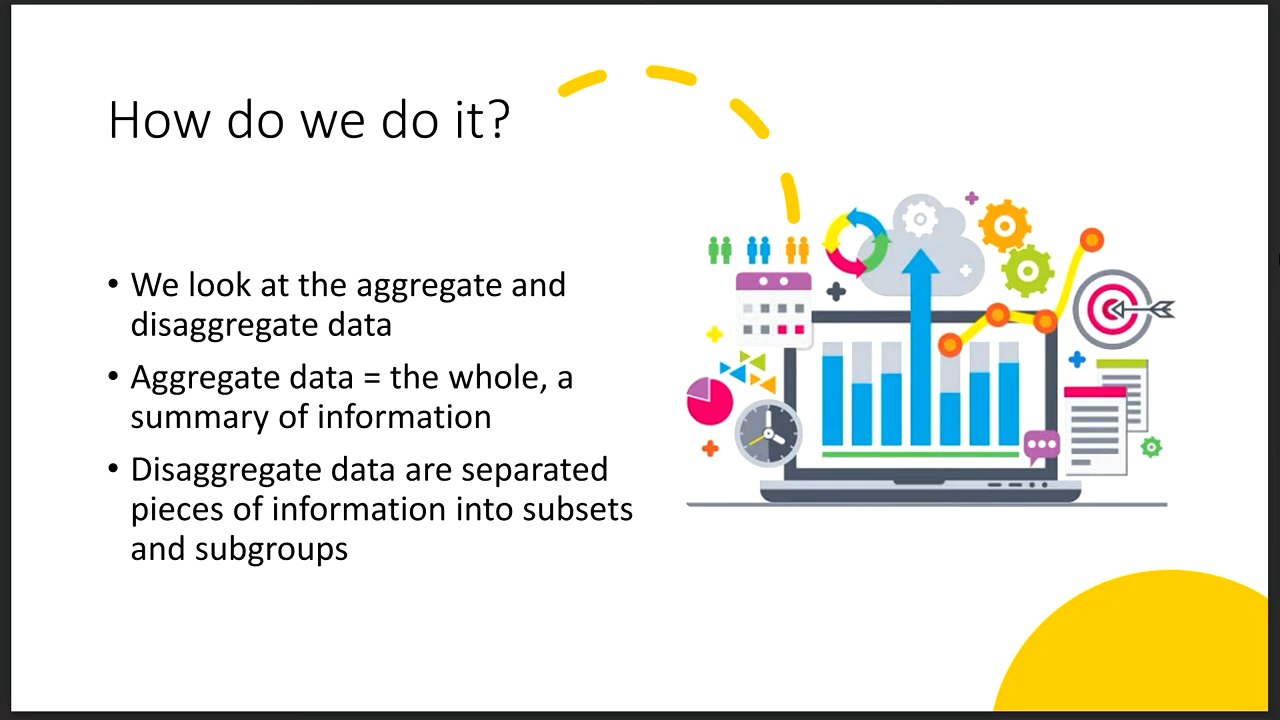 How do we do it?
• We look at the aggregate and
disaggregate data
• Aggregate data = the whole, a
summary of information
• Disaggregate data are separated
pieces of information into subsets
and subgroups